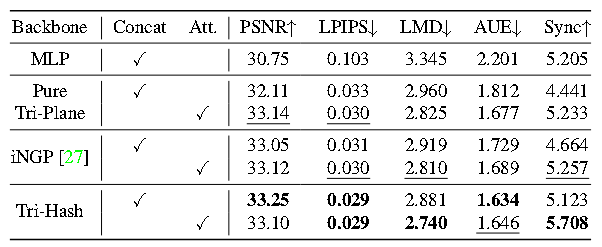 Backbone Concat Att. PSNR↑ LPIPS↓ LMD↓ AUE↓ Sync↑
MLP ✓ 30.75 0.103 3.345 2.201 5.205
Pure ✓ 32.11 0.033 2.960 1.812 4.441
Tri-Plane ✓ 33.14 0.030 2.825 1.677 5.233
iNGP [27] ✓ 33.05 0.031 2.919 1.729 4.664
✓ 33.12 0.030 2.810 1.689 5.257
Tri-Hash ✓ 33.25 0.029 2.881 1.634 5.123
✓ 33.10 0.029 2.740 1.646 5.708